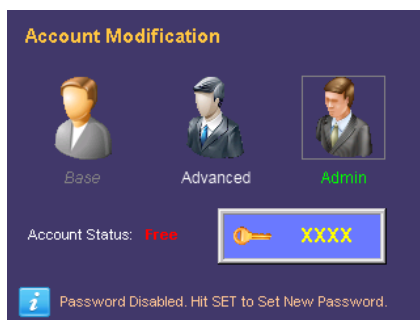 Account Modification
Base Advanced Admin
Account Status: Free XXXX
i Password Disabled. Hit SET to Set New Password.